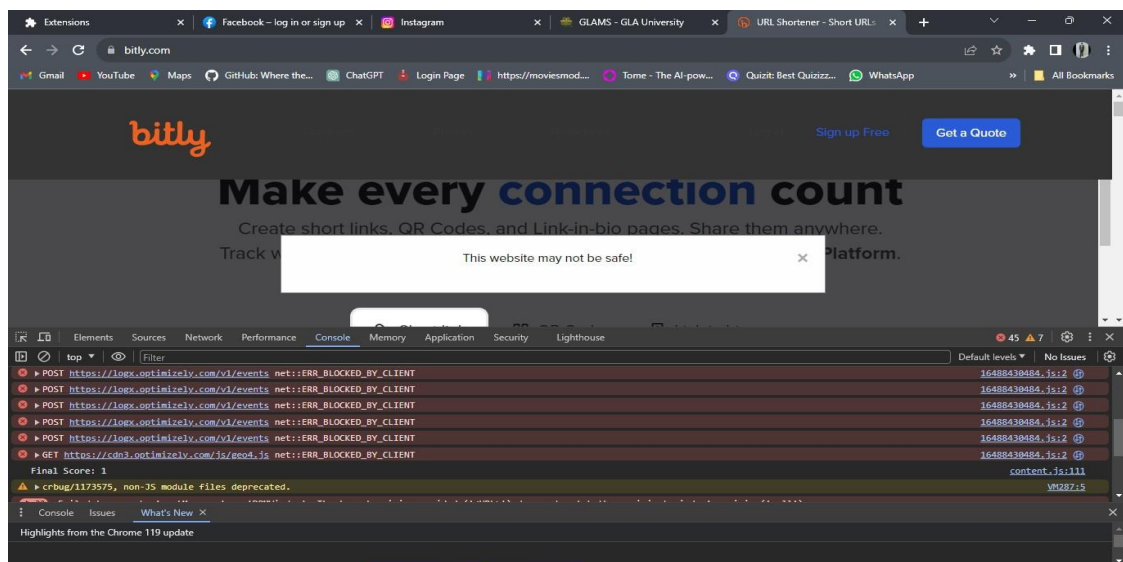 Extensions
Facebook – log in or sign up
Instagram
GLAMS - GLA University
URL Shortener - Short URLs
bitly.com
Gmail
YouTube
Maps
GitHub: Where the...
ChatGPT
Login Page
https://moviesmod....
Tome - The AI-pow...
Quizit: Best Quizizz...
WhatsApp
»
All Bookmarks
bitly
Sign up Free
Get a Quote
Make every connection count
Create short links, QR Codes, and Link-in-bio pages. Share them anywhere.
Track
Platform.
This website may not be safe!
Elements Sources Network Performance Console Memory Application Security Lighthouse
45 7
top Filter
Default levels No Issues
POST https://logx.optimizely.com/v1/events net::ERR_BLOCKED_BY_CLIENT 16488430484.js:2
POST https://logx.optimizely.com/v1/events net::ERR_BLOCKED_BY_CLIENT 16488430484.js:2
POST https://logx.optimizely.com/v1/events net::ERR_BLOCKED_BY_CLIENT 16488430484.js:2
POST https://logx.optimizely.com/v1/events net::ERR_BLOCKED_BY_CLIENT 16488430484.js:2
POST https://logx.optimizely.com/v1/events net::ERR_BLOCKED_BY_CLIENT 16488430484.js:2
GET https://cdn3.optimizely.com/js/geo4.js net::ERR_BLOCKED_BY_CLIENT 16488430484.js:2
Final Score: 1 content.js:111
crbug/1173575, non-JS module files deprecated. VM287:5
Console Issues What's New
Highlights from the Chrome 119 update